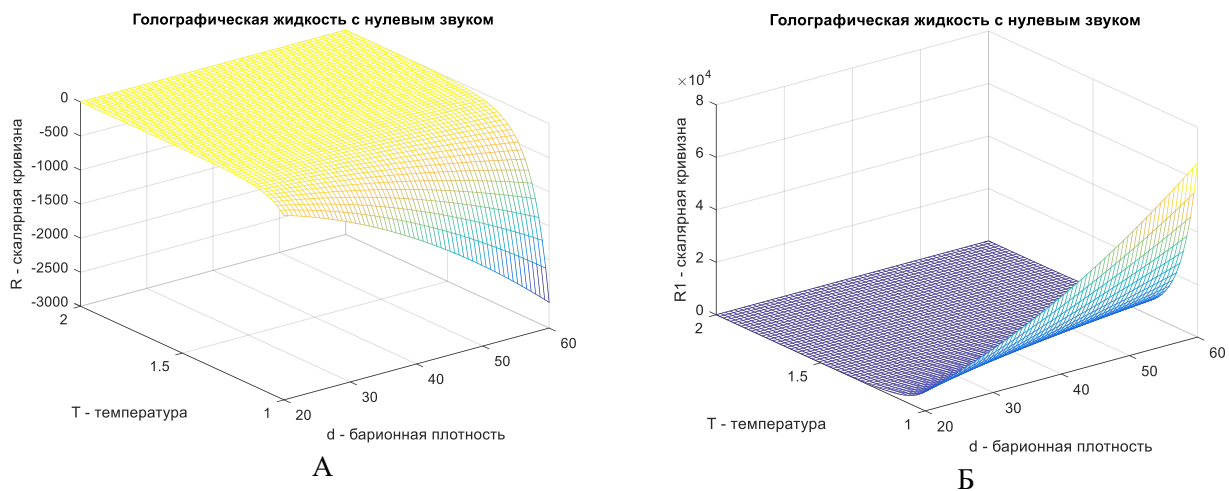 Голографическая жидкость с нулевым звуком
R - скалярная кривизна
0
-500
-1000
-1500
-2000
-2500
-3000
2
1.5
1
20
30
40
50
60
T - температура
d - барионная плотность
А
Голографическая жидкость с нулевым звуком
×10⁴
R1 - скалярная кривизна
8
6
4
2
0
2
1.5
1
20
30
40
50
60
T - температура
d - барионная плотность
Б